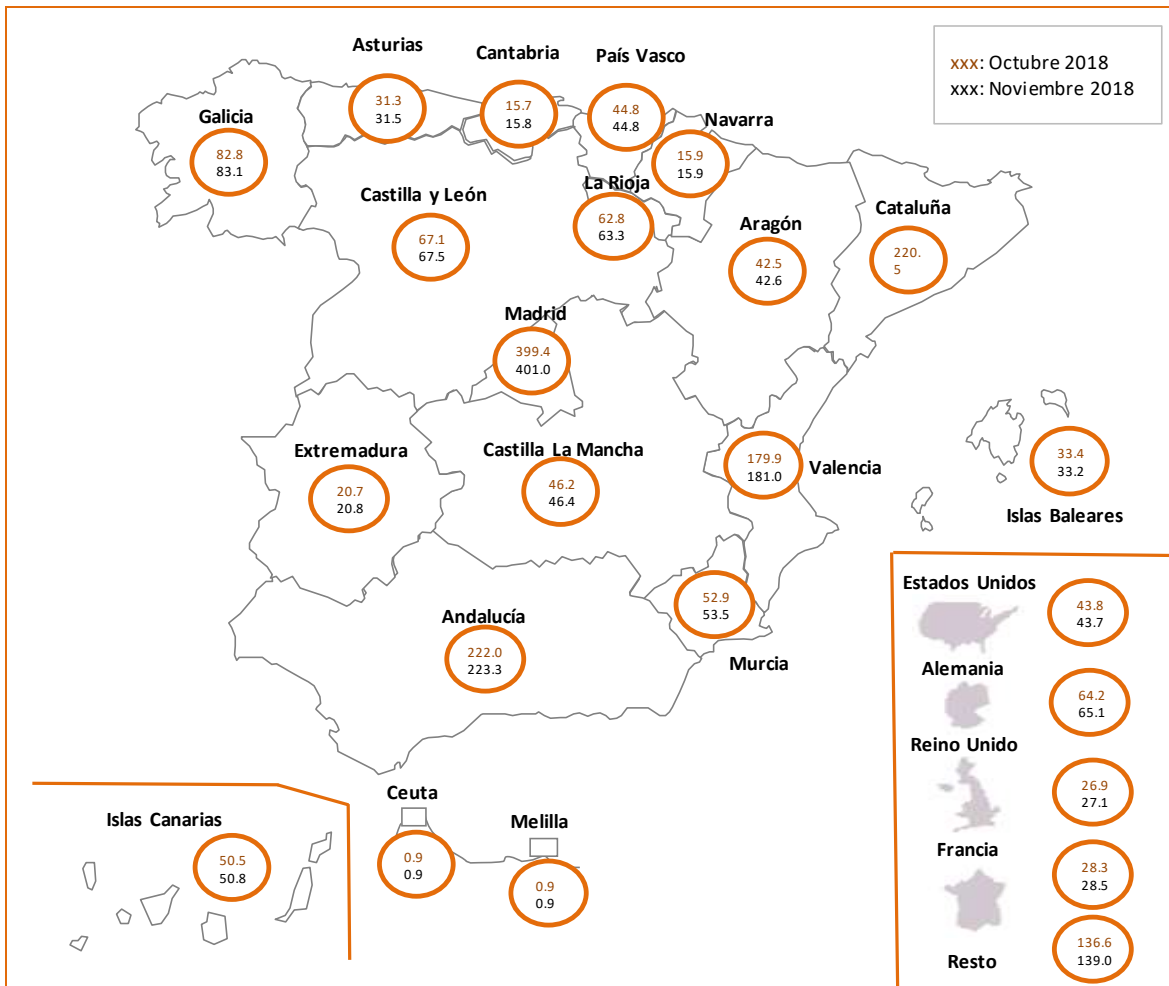 xxx: Octubre 2018
xxx: Noviembre 2018
Asturias
31.3
31.5
Cantabria
15.7
15.8
País Vasco
44.8
44.8
Galicia
82.8
83.1
Navarra
15.9
15.9
Castilla y León
67.1
67.5
La Rioja
62.8
63.3
Aragón
42.5
42.6
Cataluña
220.
5
Madrid
399.4
401.0
Extremadura
20.7
20.8
Castilla La Mancha
46.2
46.4
179.9
181.0
Valencia
33.4
33.2
Islas Baleares
Andalucía
222.0
223.3
52.9
53.5
Murcia
Estados Unidos
43.8
43.7
Alemania
64.2
65.1
Reino Unido
26.9
27.1
Francia
28.3
28.5
Resto
136.6
139.0
Islas Canarias
50.5
50.8
Ceuta
0.9
0.9
Melilla
0.9
0.9